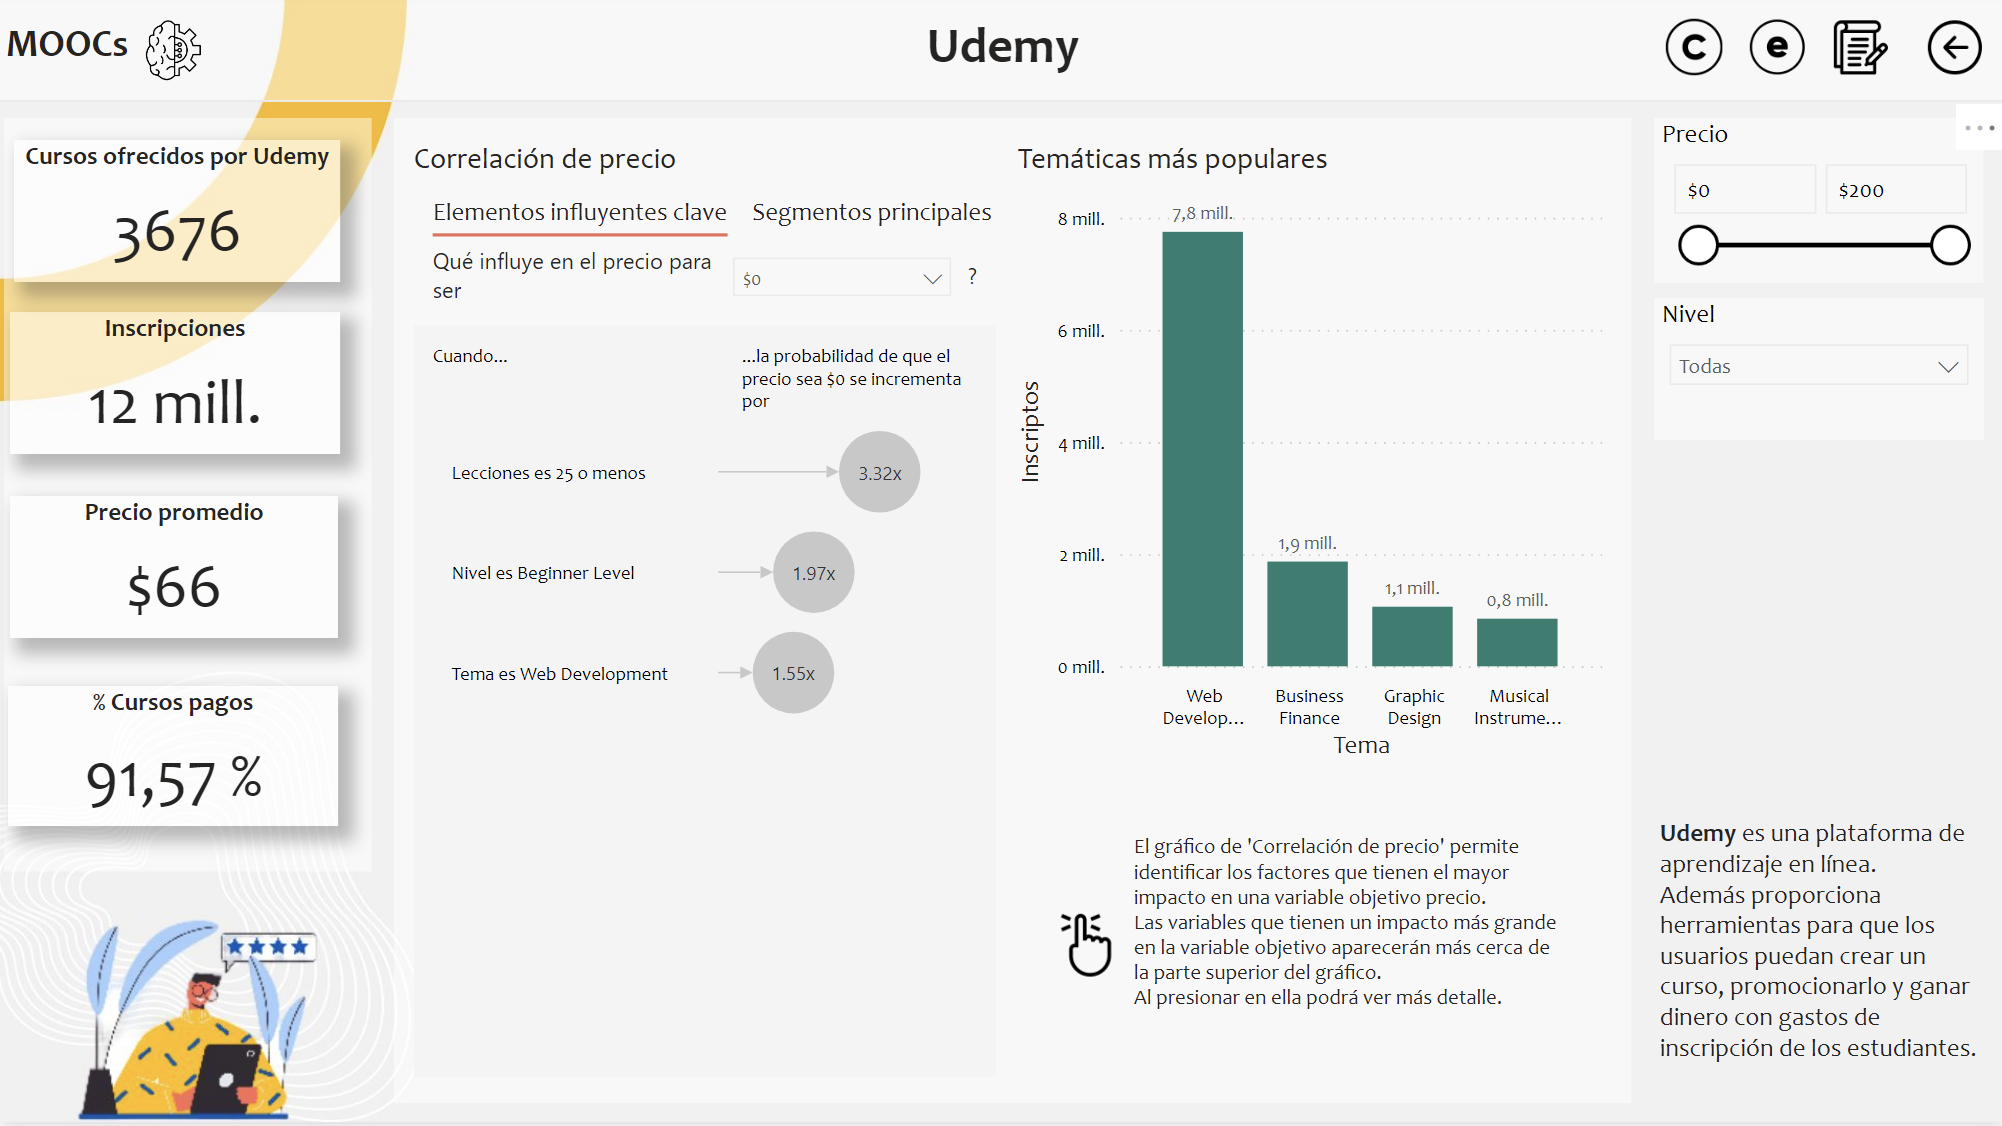 MOOCs
Udemy
C
e
Cursos ofrecidos por Udemy
3676
Inscripciones
12 mill.
Precio promedio
$66
% Cursos pagos
91,57 %
Correlación de precio
Elementos influyentes clave
Segmentos principales
Qué influye en el precio para
ser
$0
?
Cuando...
...la probabilidad de que el
precio sea $0 se incrementa
por
Lecciones es 25 o menos
3.32x
Nivel es Beginner Level
1.97x
Tema es Web Development
1.55x
Temáticas más populares
Inscriptos
8 mill.
6 mill.
4 mill.
2 mill.
0 mill.
7,8 mill.
1,9 mill.
1,1 mill.
0,8 mill.
Web
Develop...
Business
Finance
Graphic
Design
Musical
Instrume...
Tema
El gráfico de 'Correlación de precio' permite
identificar los factores que tienen el mayor
impacto en una variable objetivo precio.
Las variables que tienen un impacto más grande
en la variable objetivo aparecerán más cerca de
la parte superior del gráfico.
Al presionar en ella podrá ver más detalle.
Precio
$0
$200
Nivel
Todas
Udemy es una plataforma de
aprendizaje en línea.
Además proporciona
herramientas para que los
usuarios puedan crear un
curso, promocionarlo y ganar
dinero con gastos de
inscripción de los estudiantes.